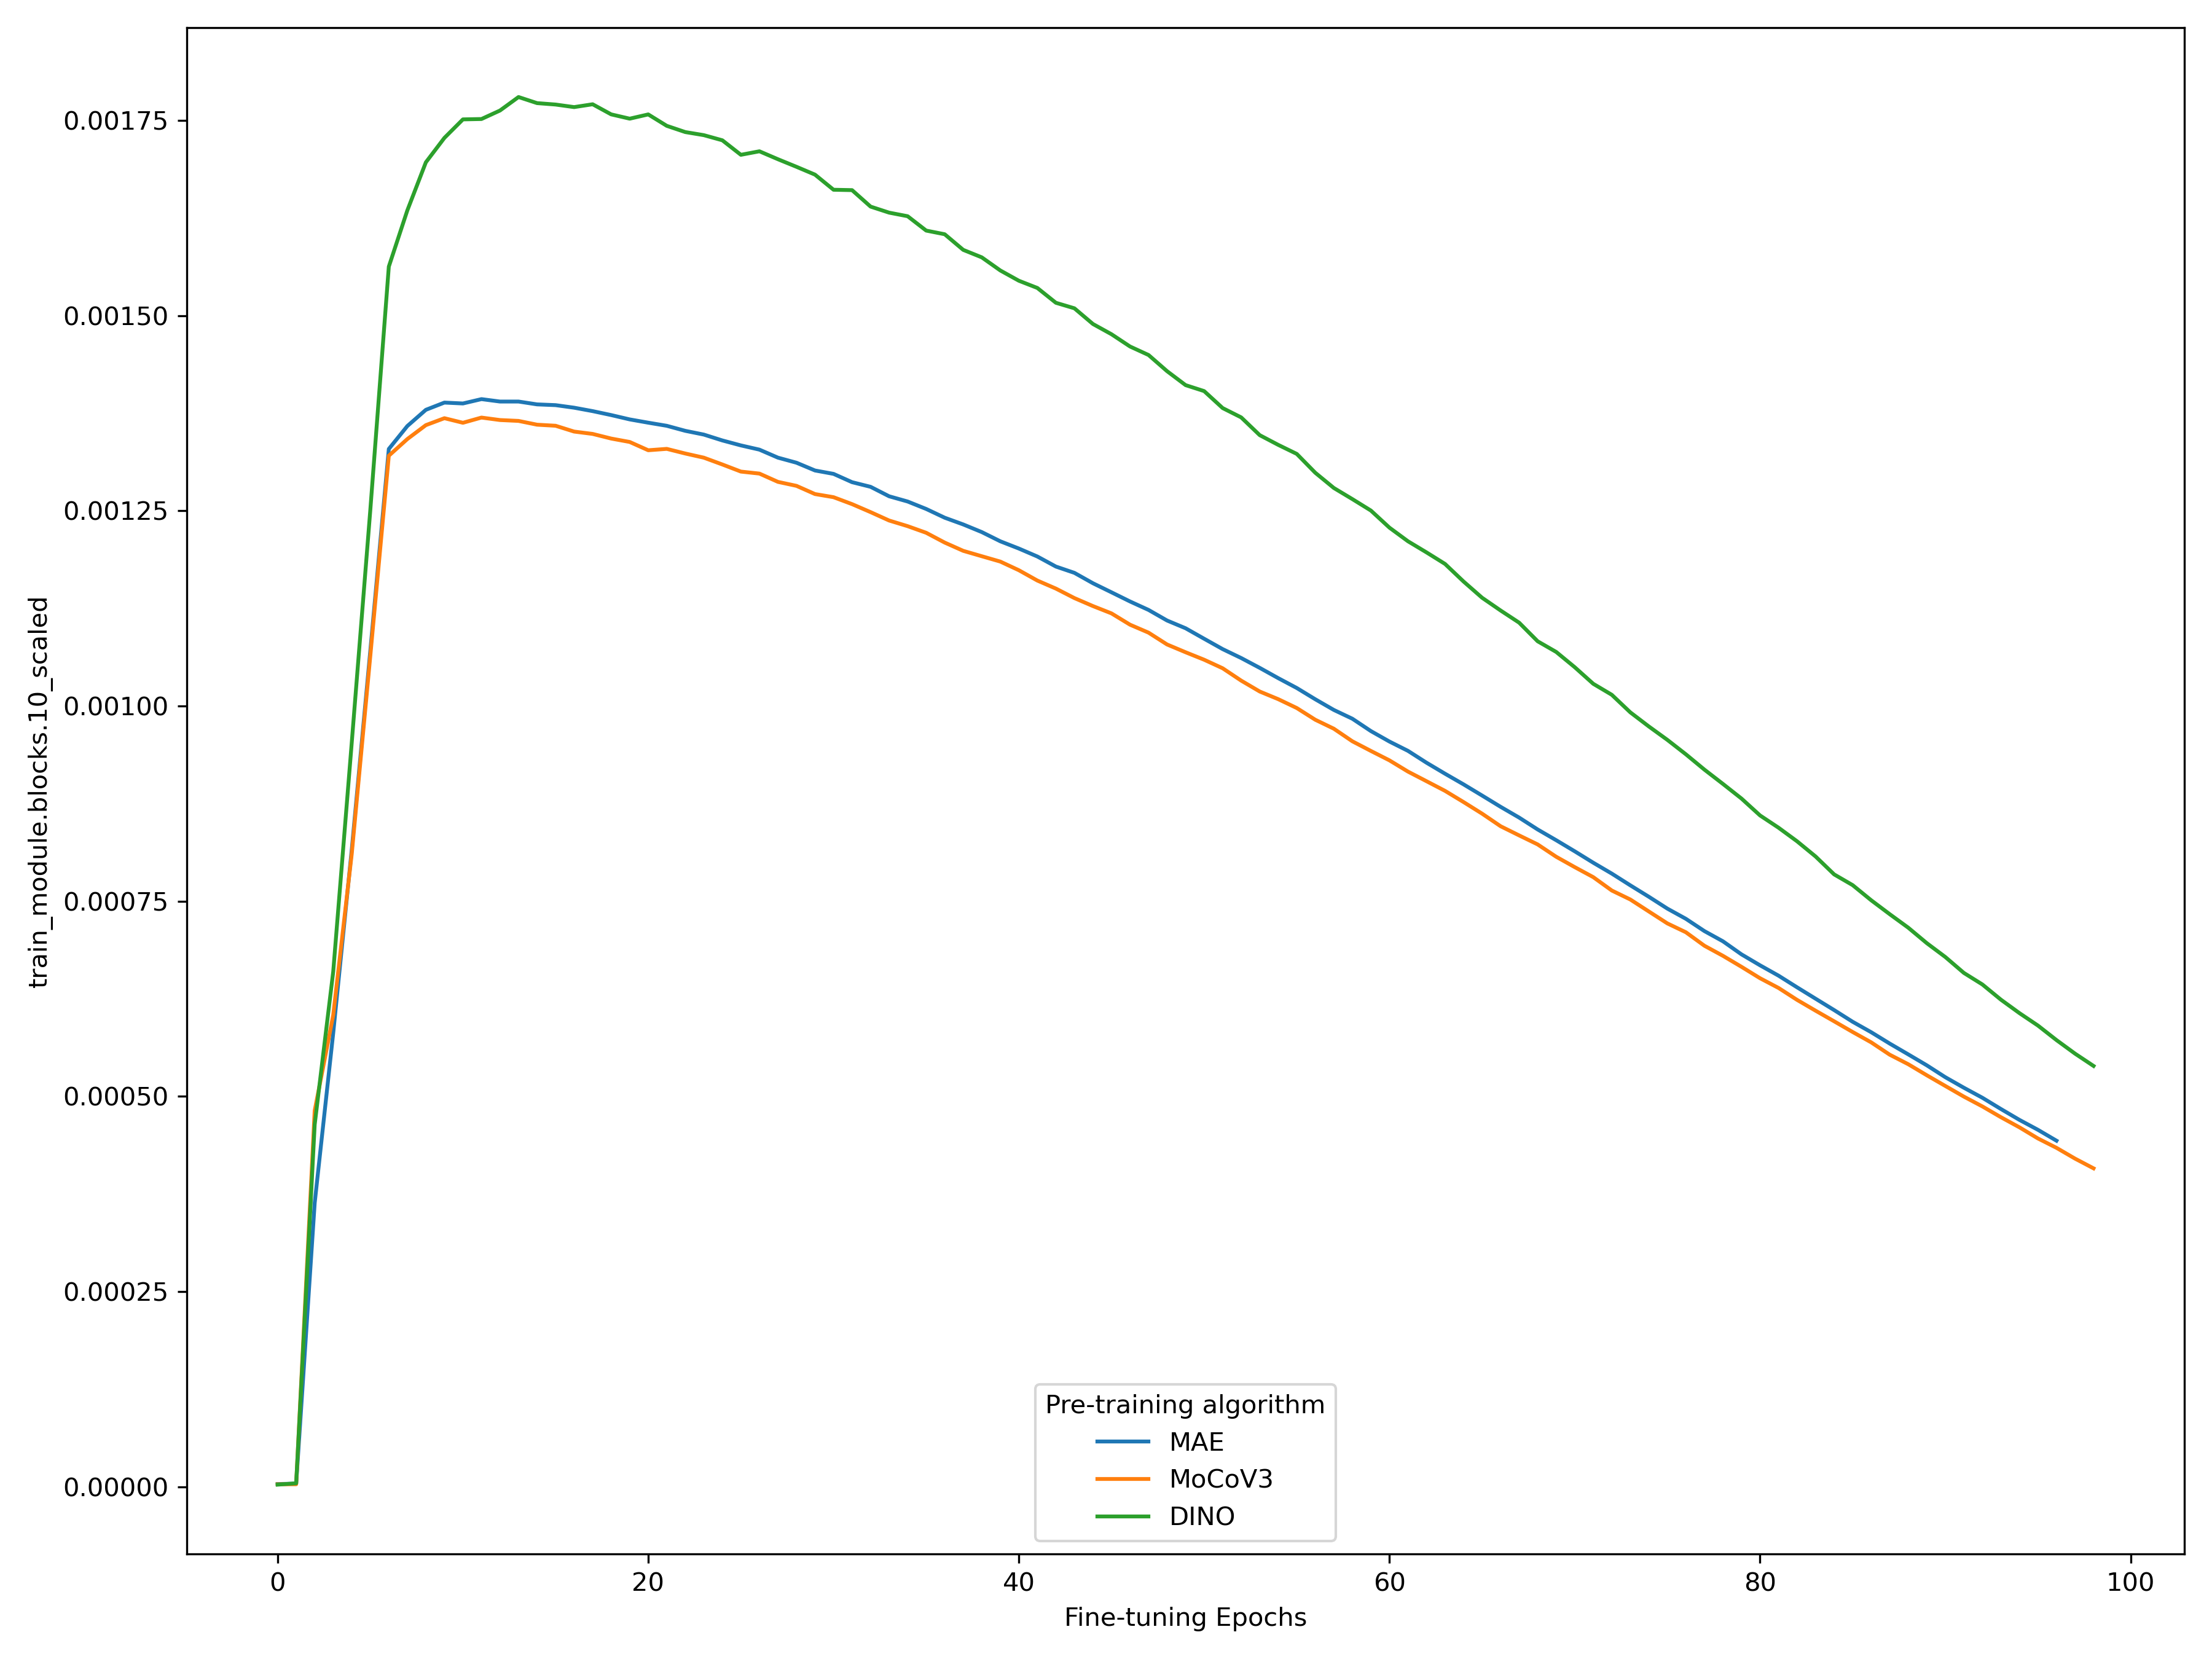 0.00175
0.00150
0.00125
0.00100
0.00075
0.00050
0.00025
0.00000
train_module.blocks.10_scaled
Pre-training algorithm
MAE
MoCoV3
DINO
0 20 40 60 80 100
Fine-tuning Epochs